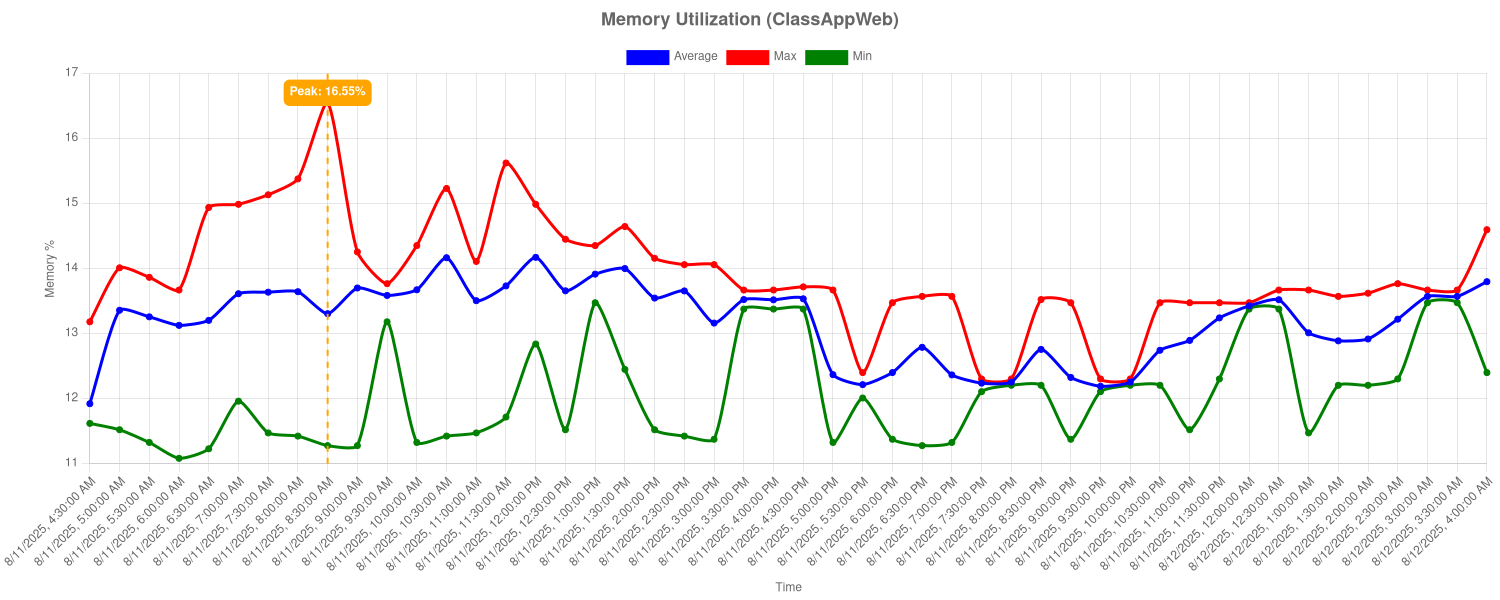 Memory Utilization (ClassAppWeb)
Average Max Min
Peak: 16.55%
17
16
15
14
13
12
11
Memory %
8/11/2025, 4:30:00 AM
8/11/2025, 5:00:00 AM
8/11/2025, 5:30:00 AM
8/11/2025, 6:00:00 AM
8/11/2025, 6:30:00 AM
8/11/2025, 7:00:00 AM
8/11/2025, 7:30:00 AM
8/11/2025, 8:00:00 AM
8/11/2025, 8:30:00 AM
8/11/2025, 9:00:00 AM
8/11/2025, 9:30:00 AM
8/11/2025, 10:00:00 AM
8/11/2025, 10:30:00 AM
8/11/2025, 11:00:00 AM
8/11/2025, 11:30:00 AM
8/11/2025, 12:00:00 PM
8/11/2025, 12:30:00 PM
8/11/2025, 1:00:00 PM
8/11/2025, 1:30:00 PM
8/11/2025, 2:00:00 PM
8/11/2025, 2:30:00 PM
8/11/2025, 3:00:00 PM
8/11/2025, 3:30:00 PM
8/11/2025, 4:00:00 PM
8/11/2025, 4:30:00 PM
8/11/2025, 5:00:00 PM
8/11/2025, 5:30:00 PM
8/11/2025, 6:00:00 PM
8/11/2025, 6:30:00 PM
8/11/2025, 7:00:00 PM
8/11/2025, 7:30:00 PM
8/11/2025, 8:00:00 PM
8/11/2025, 8:30:00 PM
8/11/2025, 9:00:00 PM
8/11/2025, 9:30:00 PM
8/11/2025, 10:00:00 PM
8/11/2025, 10:30:00 PM
8/11/2025, 11:00:00 PM
8/11/2025, 11:30:00 PM
8/12/2025, 12:00:00 AM
8/12/2025, 12:30:00 AM
8/12/2025, 1:00:00 AM
8/12/2025, 1:30:00 AM
8/12/2025, 2:00:00 AM
8/12/2025, 2:30:00 AM
8/12/2025, 3:00:00 AM
8/12/2025, 3:30:00 AM
8/12/2025, 4:00:00 AM
Time